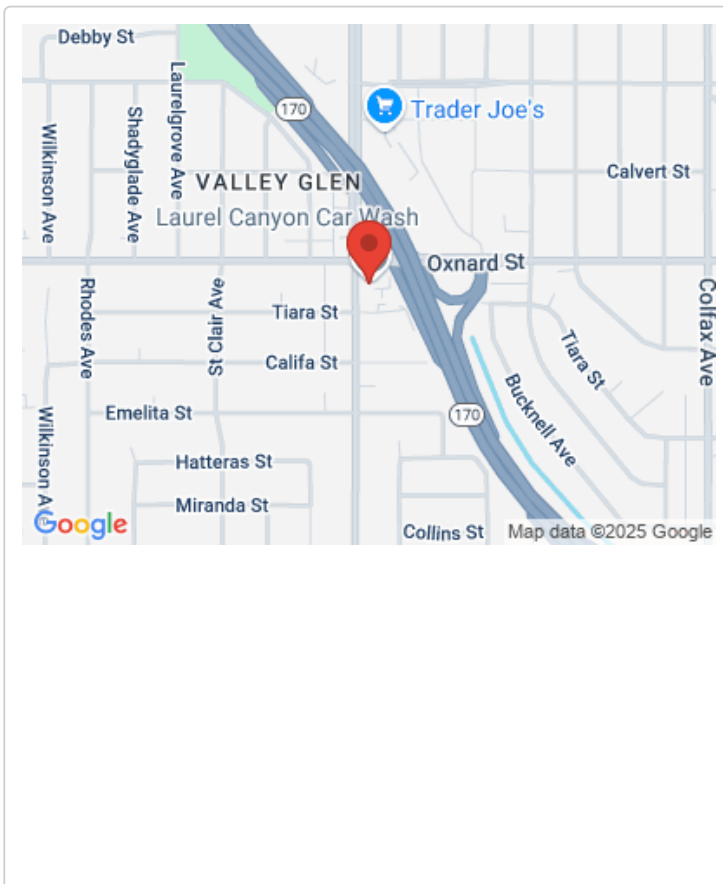 Debby St
170
Trader Joe's
Wilkinson Ave
Shadyglade Ave
Laurelgrove Ave
Calvert St
VALLEY GLEN
Laurel Canyon Car Wash
Oxnard St
Rhodes Ave
St Clair Ave
Tiara St
Colfax Ave
Tiara St
Califa St
Bucknell Ave
Emelita St
170
Wilkinson Av
Hatteras St
Miranda St
Google
Collins St
Map data ©2025 Google